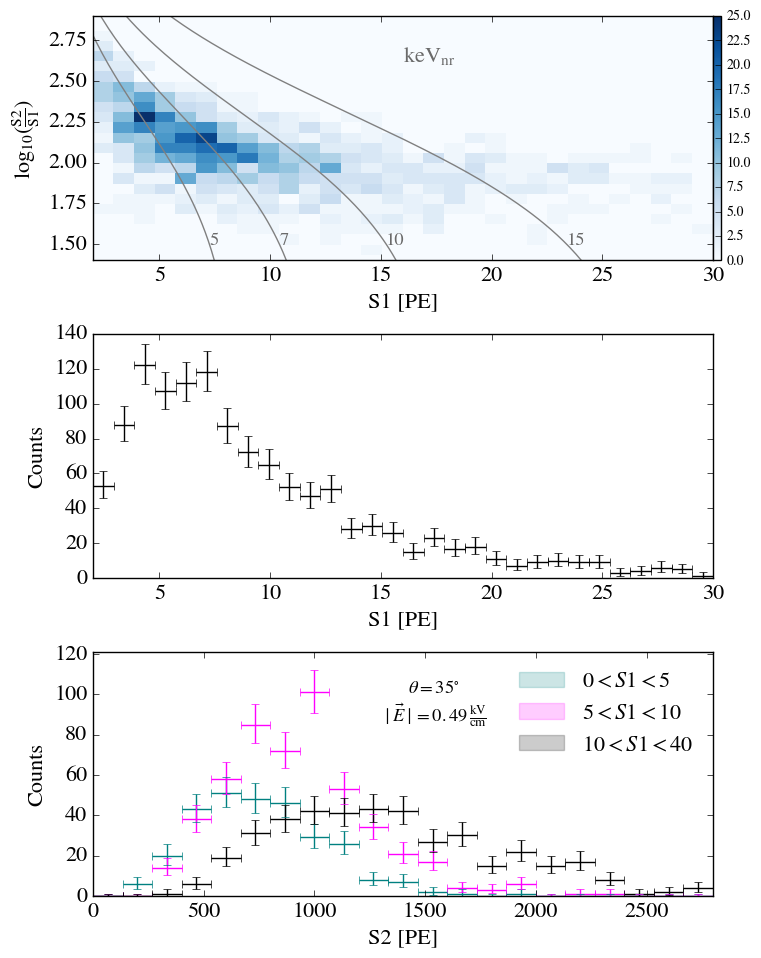 keV_nr
log₁₀(S2/S1)
2.75
2.50
2.25
2.00
1.75
1.50
5 7 10 15
5 10 15 20 25 30
S1 [PE]
25.0
22.5
20.0
17.5
15.0
12.5
10.0
7.5
5.0
2.5
0.0
Counts
140
120
100
80
60
40
20
0
5 10 15 20 25 30
S1 [PE]
Counts
120
100
80
60
40
20
0
θ = 35°
|E⃗| = 0.49 kV/cm
0 < S1 < 5
5 < S1 < 10
10 < S1 < 40
0 500 1000 1500 2000 2500
S2 [PE]